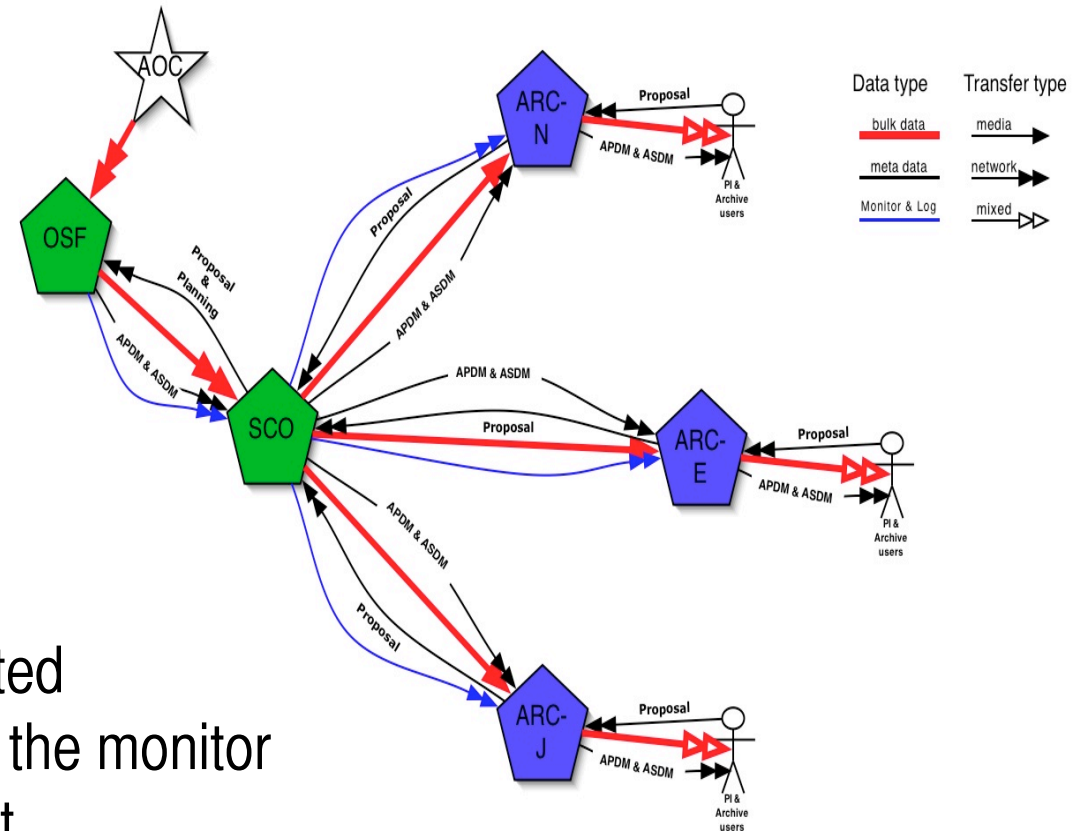 AOC
OSF
Proposal
&
Planning
APDM & ASDM
SCO
Proposal
APDM & ASDM
ARC-
N
Proposal
APDM & ASDM
PI &
Archive
users
Data type
Transfer type
bulk data
media
meta data
network
Monitor & Log
mixed
APDM & ASDM
Proposal
ARC-
E
Proposal
APDM & ASDM
PI &
Archive
users
APDM & ASDM
Proposal
ARC-
J
Proposal
APDM & ASDM
PI &
Archive
users
ted
the monitor
t